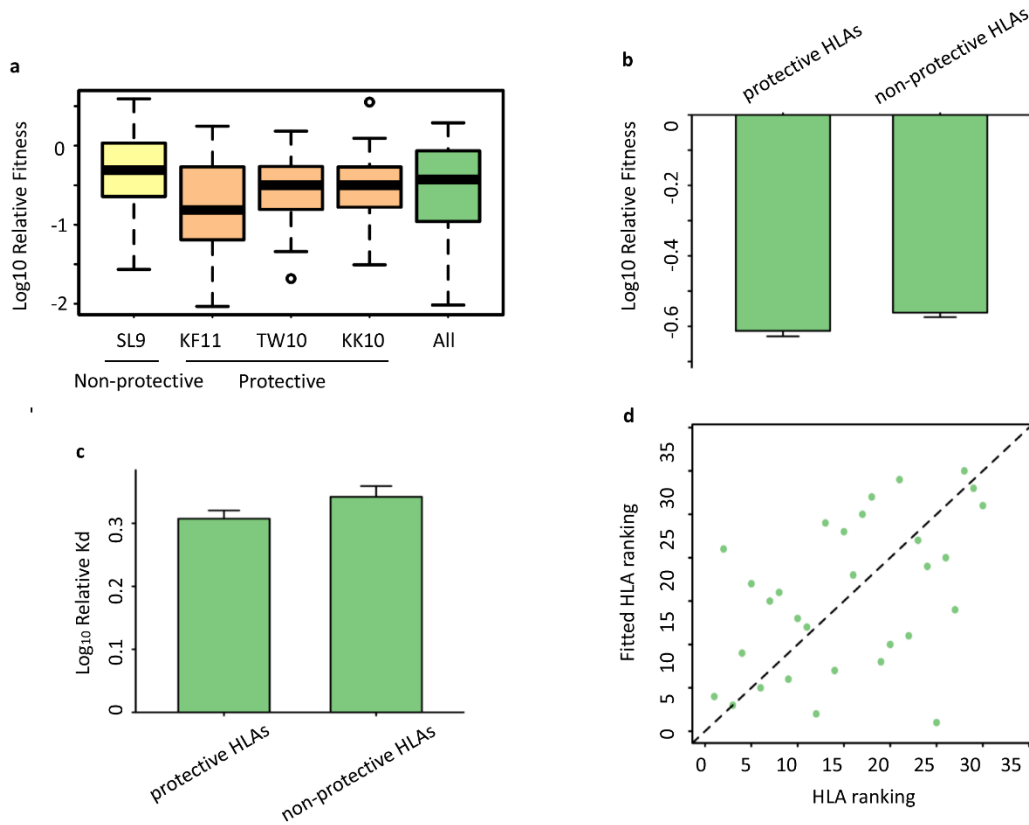 a
Log10 Relative Fitness
0
-1
-2
SL9 KF11 TW10 KK10 All
Non-protective Protective
b
protective HLAs non-protective HLAs
Log10 Relative Fitness
0
-0.2
-0.4
-0.6
'
c
Log10 Relative Kd
0.3
0.2
0.1
0
protective HLAs non-protective HLAs
d
Fitted HLA ranking
35
30
25
20
15
10
5
0
0 5 10 15 20 25 30 35
HLA ranking